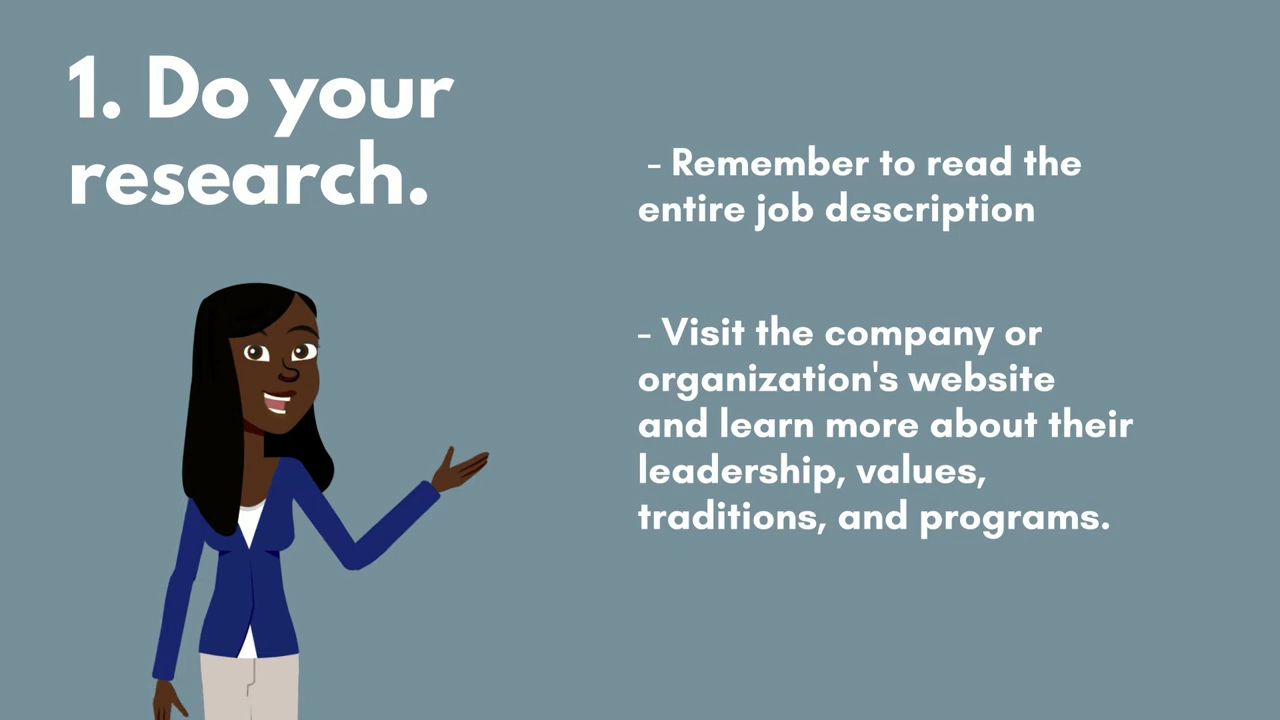 1. Do your
research.
- Remember to read the
entire job description
- Visit the company or
organization's website
and learn more about their
leadership, values,
traditions, and programs.